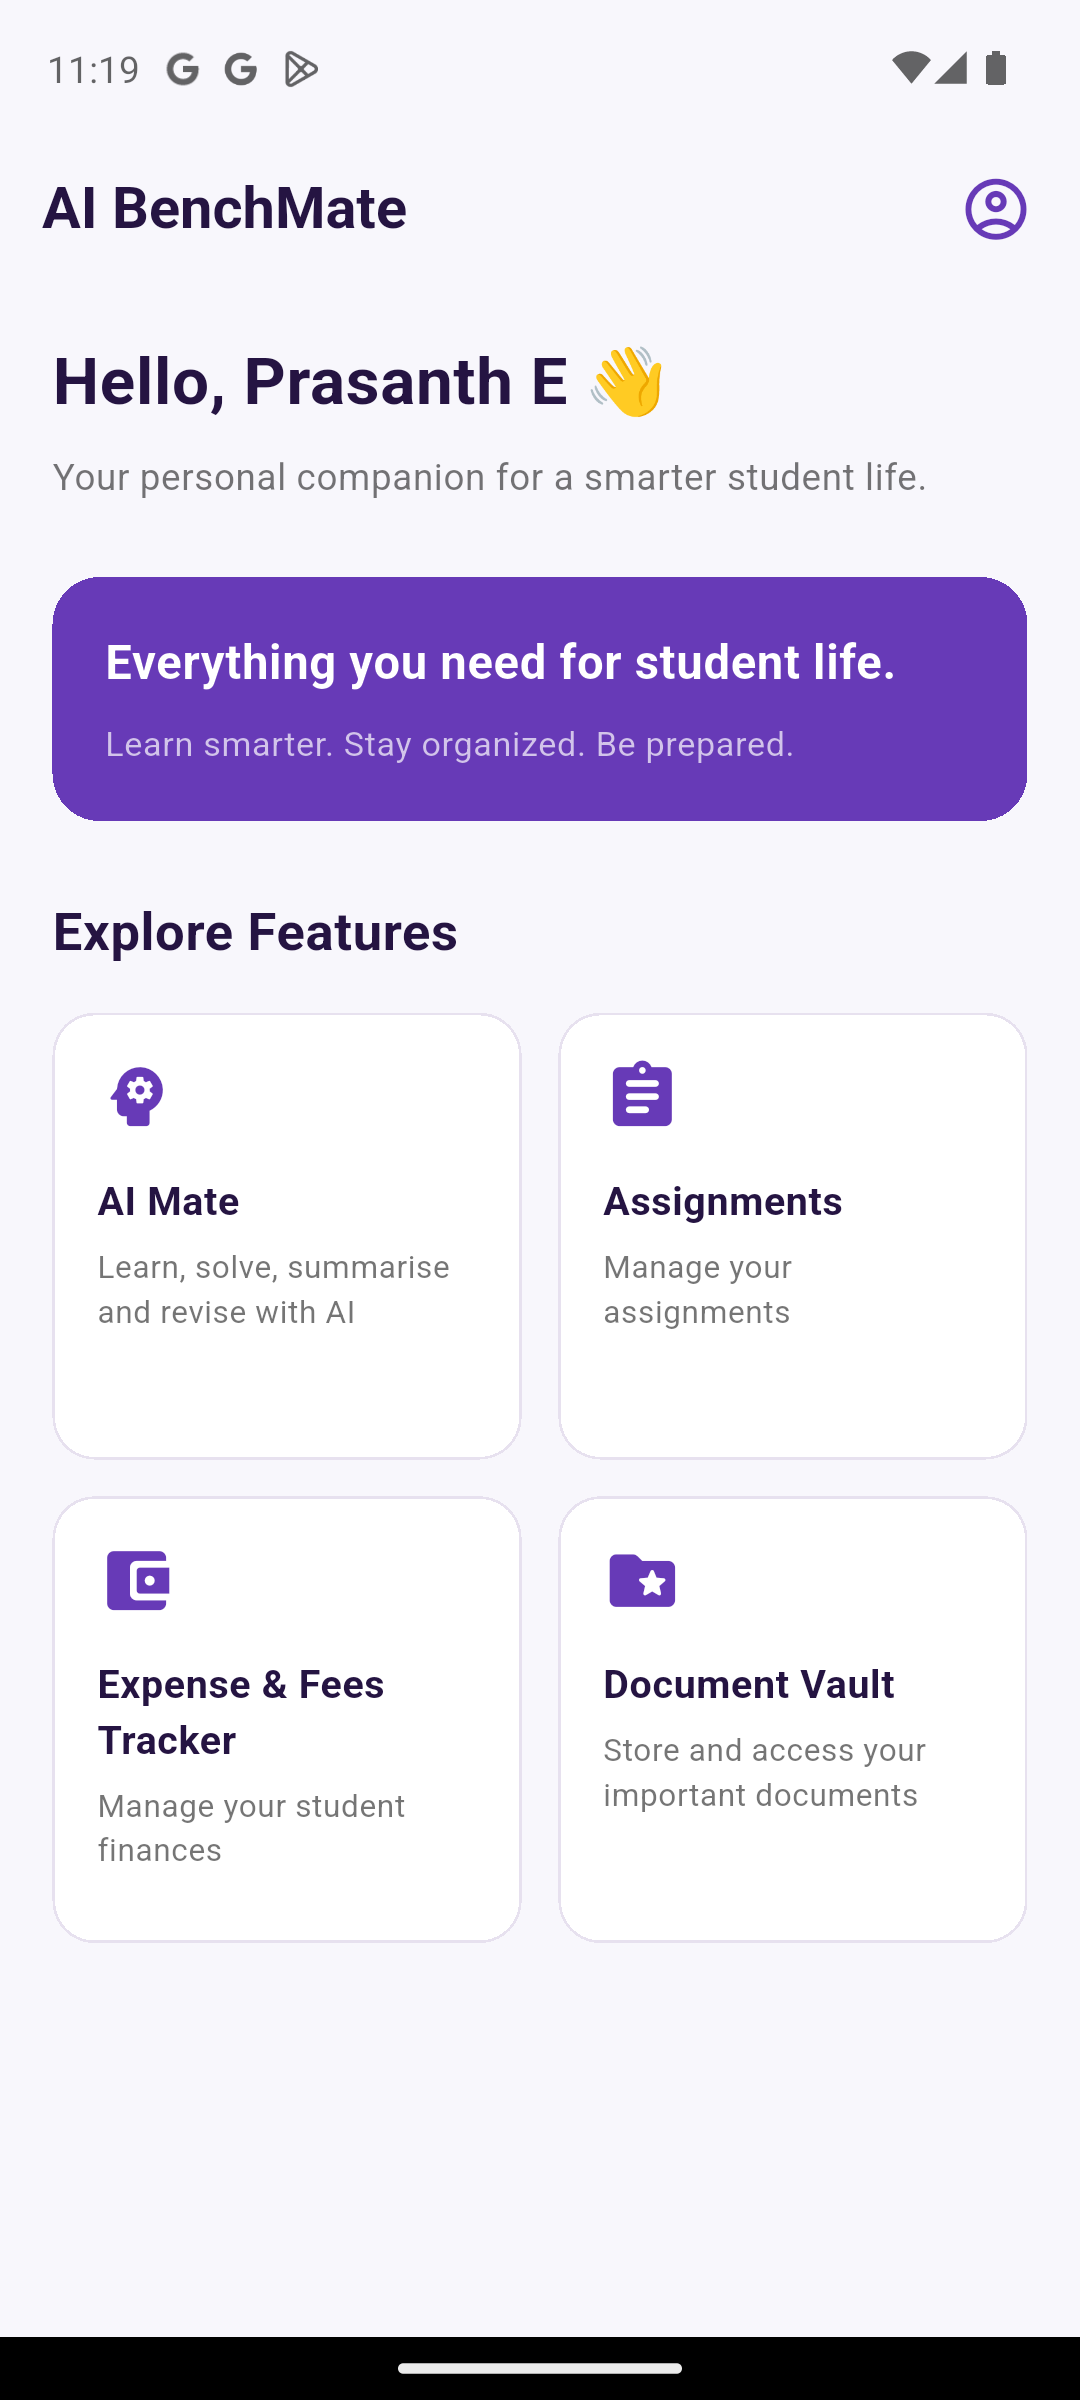 11:19
AI BenchMate
Hello, Prasanth E 👋
Your personal companion for a smarter student life.
Everything you need for student life.
Learn smarter. Stay organized. Be prepared.
Explore Features
AI Mate
Learn, solve, summarise
and revise with AI
Assignments
Manage your
assignments
Expense & Fees
Tracker
Manage your student
finances
Document Vault
Store and access your
important documents